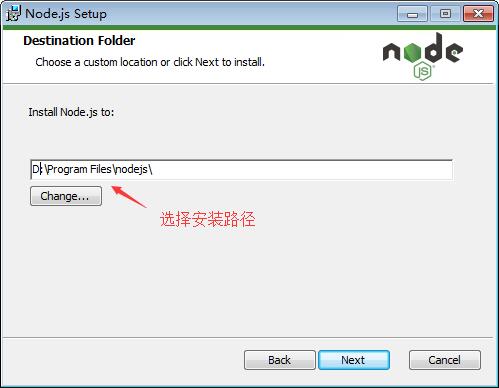 Node.js Setup
Destination Folder
Choose a custom location or click Next to install.
node
JS
Install Node.js to:
D:\Program Files\nodejs\
Change...
选择安装路径
Back
Next
Cancel